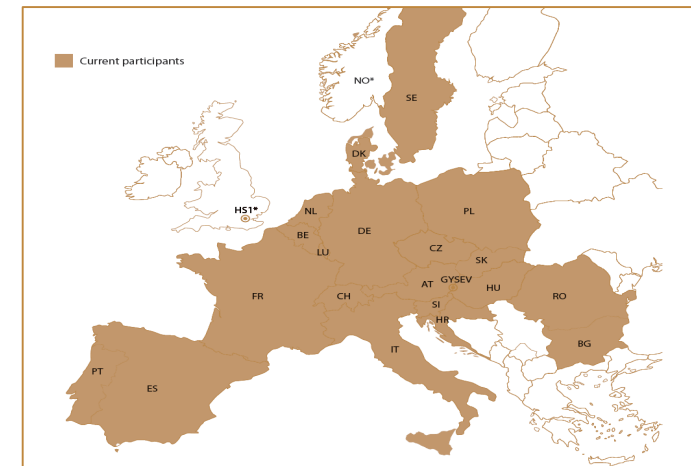 Current participants
NO*
SE
DK
HS1*
NL
PL
BE
DE
LU
CZ
SK
GYSEV
AT
HU
FR
CH
RO
SI
HR
BG
IT
PT
ES